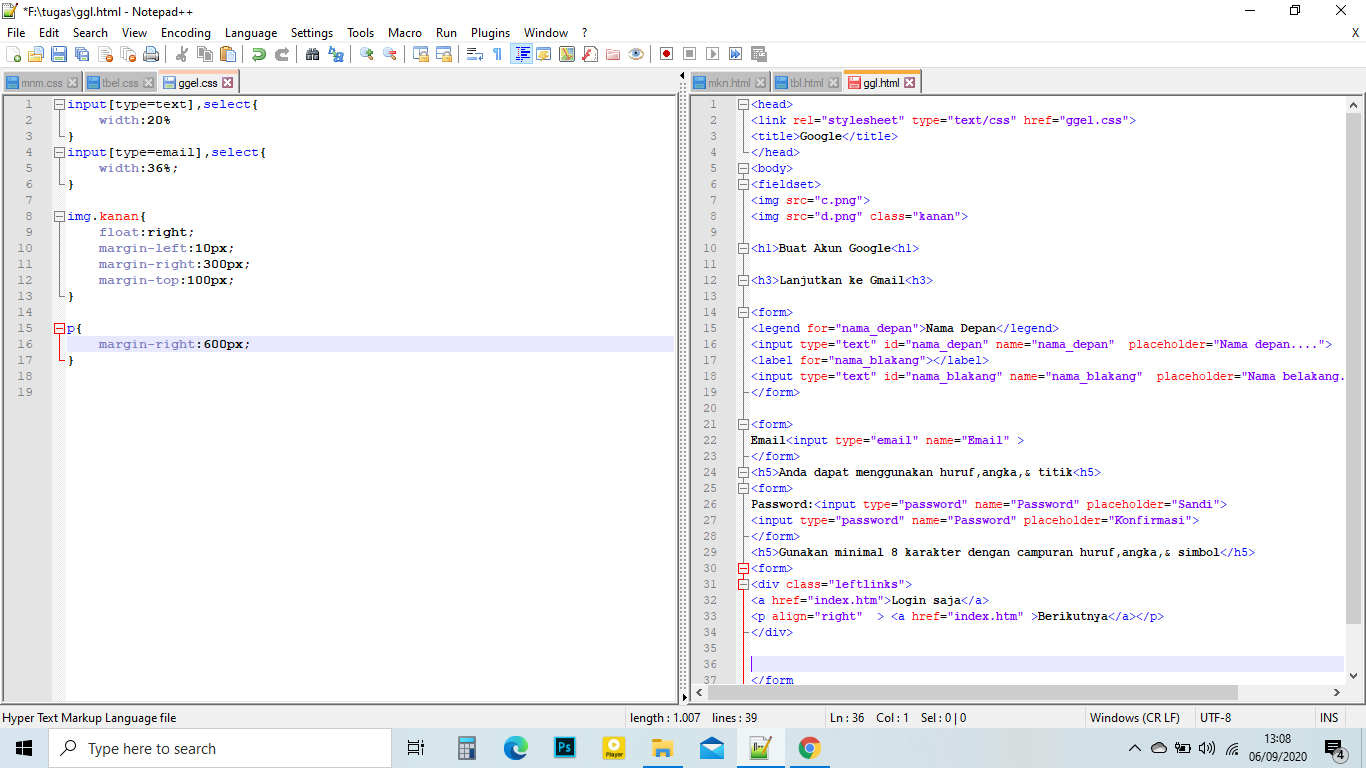 *F:\tugas\ggl.html - Notepad++
File Edit Search View Encoding Language Settings Tools Macro Run Plugins Window ? X
mnm.css tbel.css ggel.css
1 input[type=text],select{
2 width:20%
3 }
4 input[type=email],select{
5 width:36%;
6 }
7
8 img.kanan{
9 float:right;
10 margin-left:10px;
11 margin-right:300px;
12 margin-top:100px;
13 }
14
15 p{
16 margin-right:600px;
17 }
18
19
mkn.html tbl.html ggl.html
1 <head>
2 <link rel="stylesheet" type="text/css" href="ggel.css">
3 <title>Google</title>
4 </head>
5 <body>
6 <fieldset>
7 <img src="c.png">
8 <img src="d.png" class="kanan">
9
10 <h1>Buat Akun Google<h1>
11
12 <h3>Lanjutkan ke Gmail<h3>
13
14 <form>
15 <legend for="nama_depan">Nama Depan</legend>
16 <input type="text" id="nama_depan" name="nama_depan"  placeholder="Nama depan....">
17 <label for="nama_blakang"></label>
18 <input type="text" id="nama_blakang" name="nama_blakang"  placeholder="Nama belakang.
19 </form>
20
21 <form>
22 Email<input type="email" name="Email" >
23 </form>
24 <h5>Anda dapat menggunakan huruf,angka,& titik<h5>
25 <form>
26 Password:<input type="password" name="Password" placeholder="Sandi">
27 <input type="password" name="Password" placeholder="Konfirmasi">
28 </form>
29 <h5>Gunakan minimal 8 karakter dengan campuran huruf,angka,& simbol</h5>
30 <form>
31 <div class="leftlinks">
32 <a href="index.htm">Login saja</a>
33 <p align="right"  > <a href="index.htm" >Berikutnya</a></p>
34 </div>
35
36
37 </form
Hyper Text Markup Language file length : 1.007 lines : 39 Ln : 36 Col : 1 Sel : 0 | 0 Windows (CR LF) UTF-8 INS
Type here to search
Ps
Player
13:08
06/09/2020
4